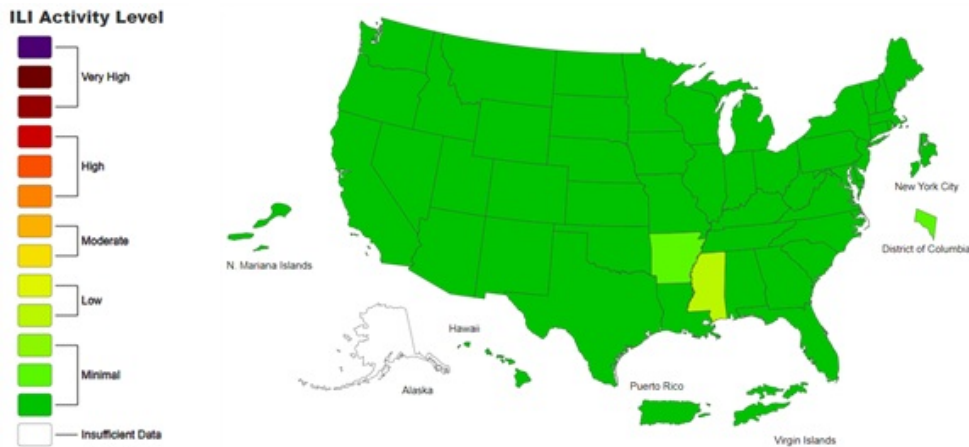 ILI Activity Level
Very High
High
Moderate
Low
Minimal
Insufficient Data
New York City
District of Columbia
N. Mariana Islands
Hawaii
Alaska
Puerto Rico
Virgin Islands